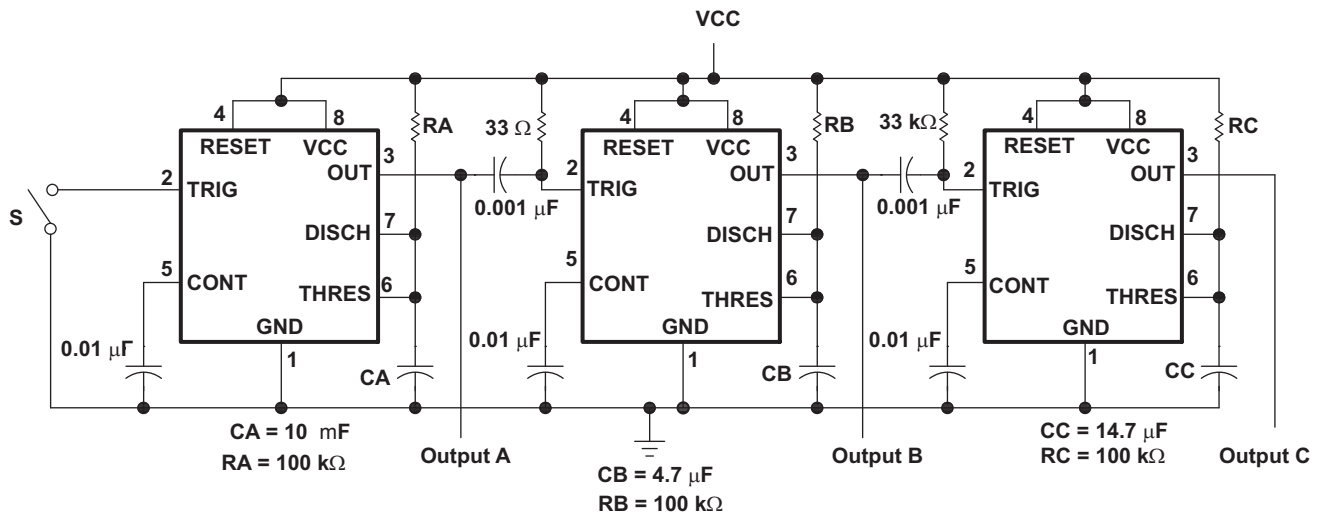 VCC
4
8
RESET
VCC
RA
3
OUT
2
TRIG
S
7
DISCH
5
CONT
6
THRES
GND
1
0.01 μF
CA
33 Ω
0.001 μF
4
8
RESET
VCC
RB
3
OUT
2
TRIG
7
DISCH
5
CONT
6
THRES
GND
1
0.01 μF
CB
33 kΩ
0.001 μF
4
8
RESET
VCC
RC
3
OUT
2
TRIG
7
DISCH
5
CONT
6
THRES
GND
1
0.01 μF
CC
CA = 10 mF
RA = 100 kΩ
Output A
CB = 4.7 μF
RB = 100 kΩ
Output B
CC = 14.7 μF
RC = 100 kΩ
Output C